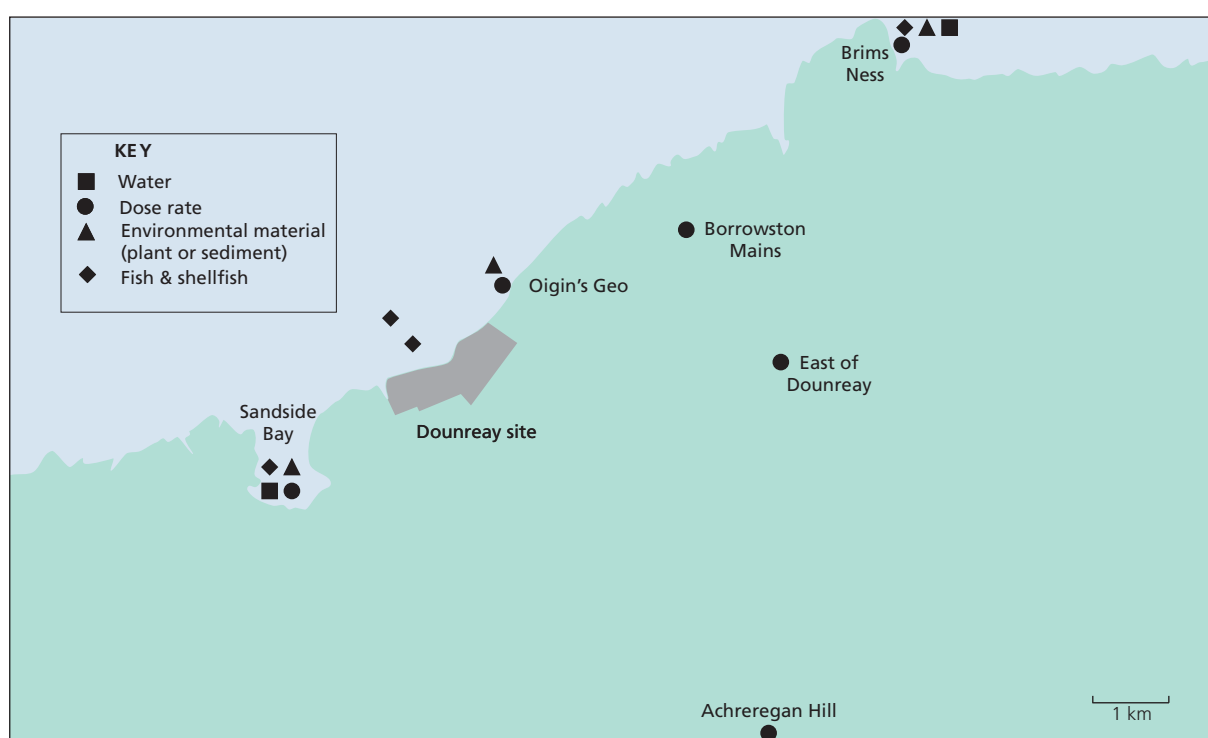 Brims
Ness
KEY
Water
Dose rate
Environmental material
(plant or sediment)
Fish & shellfish
Borrowston
Mains
Oigin’s Geo
East of
Dounreay
Sandside
Bay
Dounreay site
Achreregan Hill
1 km